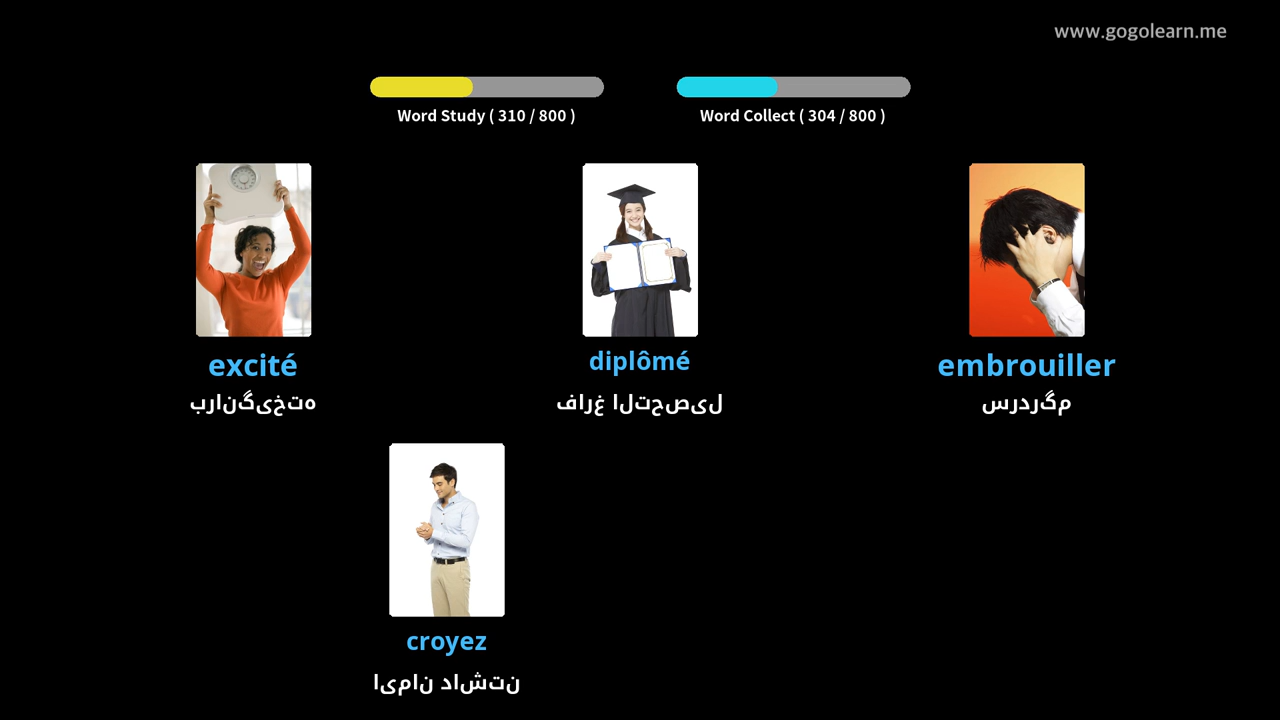 www.gogolearn.me
Word Study ( 310 / 800 )
Word Collect ( 304 / 800 )
excité
diplômé
embrouiller
برانگیخته
فارغ التحصیل
سردرگم
croyez
ایمان داشتن